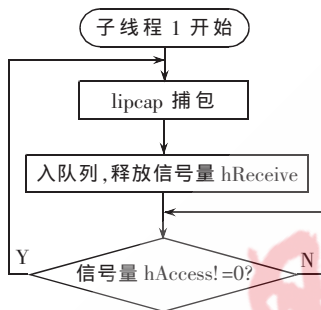 子线程 1 开始
lipcap 捕包
入队列,释放信号量 hReceive
Y
信号量 hAccess!=0?
N